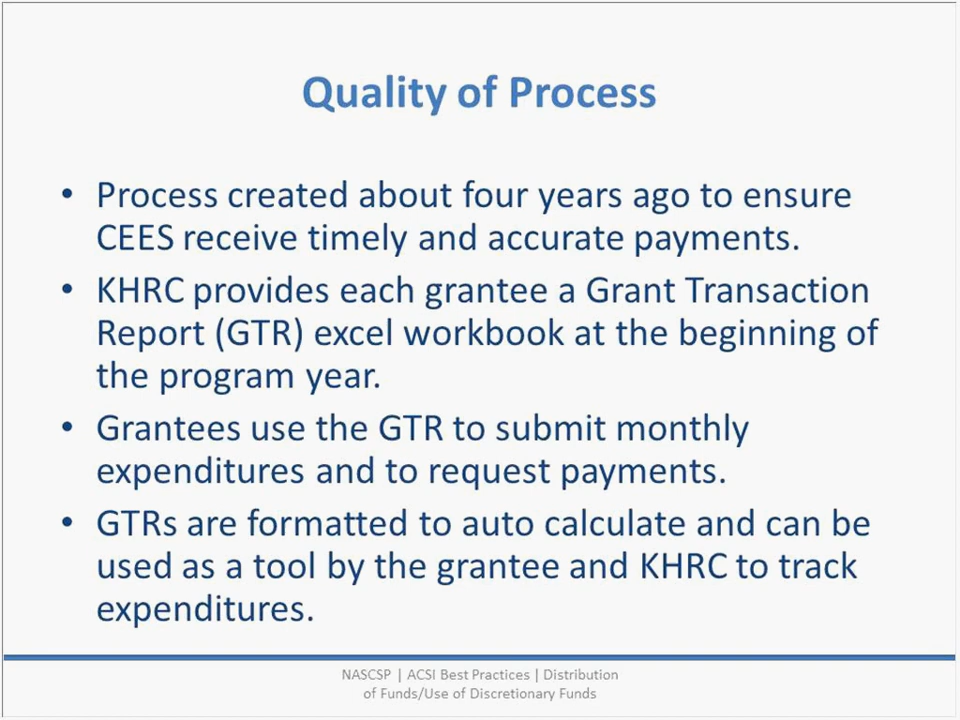 Quality of Process
• Process created about four years ago to ensure
CEES receive timely and accurate payments.
• KHRC provides each grantee a Grant Transaction
Report (GTR) excel workbook at the beginning of
the program year.
• Grantees use the GTR to submit monthly
expenditures and to request payments.
• GTRs are formatted to auto calculate and can be
used as a tool by the grantee and KHRC to track
expenditures.
NASCSP | ACSI Best Practices | Distribution
of Funds/Use of Discretionary Funds